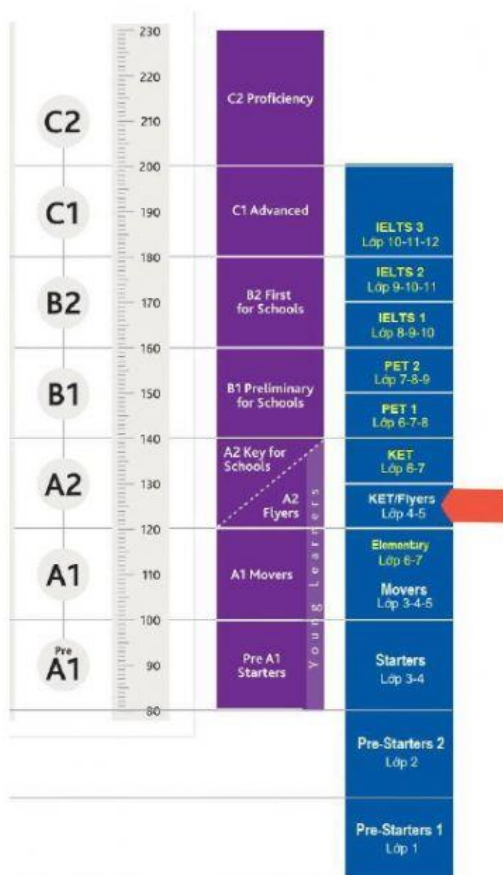 C2
C1
B2
B1
A2
A1
Pre
A1
230
220
210
200
190
180
170
160
150
140
130
120
110
100
90
80
C2 Proficiency
C1 Advanced
B2 First
for Schools
B1 Preliminary
for Schools
A2 Key for
Schools
A2
Flyers
A1 Movers
Pre A1
Starters
Young Learners
IELTS 3
Lớp 10-11-12
IELTS 2
Lớp 9-10-11
IELTS 1
Lớp 8-9-10
PET 2
Lớp 7-8-9
PET 1
Lớp 6-7-8
KET
Lớp 6-7
KET/Flyers
Lớp 4-5
Elementary
Lớp 6-7
Movers
Lớp 3-4-5
Starters
Lớp 3-4
Pre-Starters 2
Lớp 2
Pre-Starters 1
Lớp 1